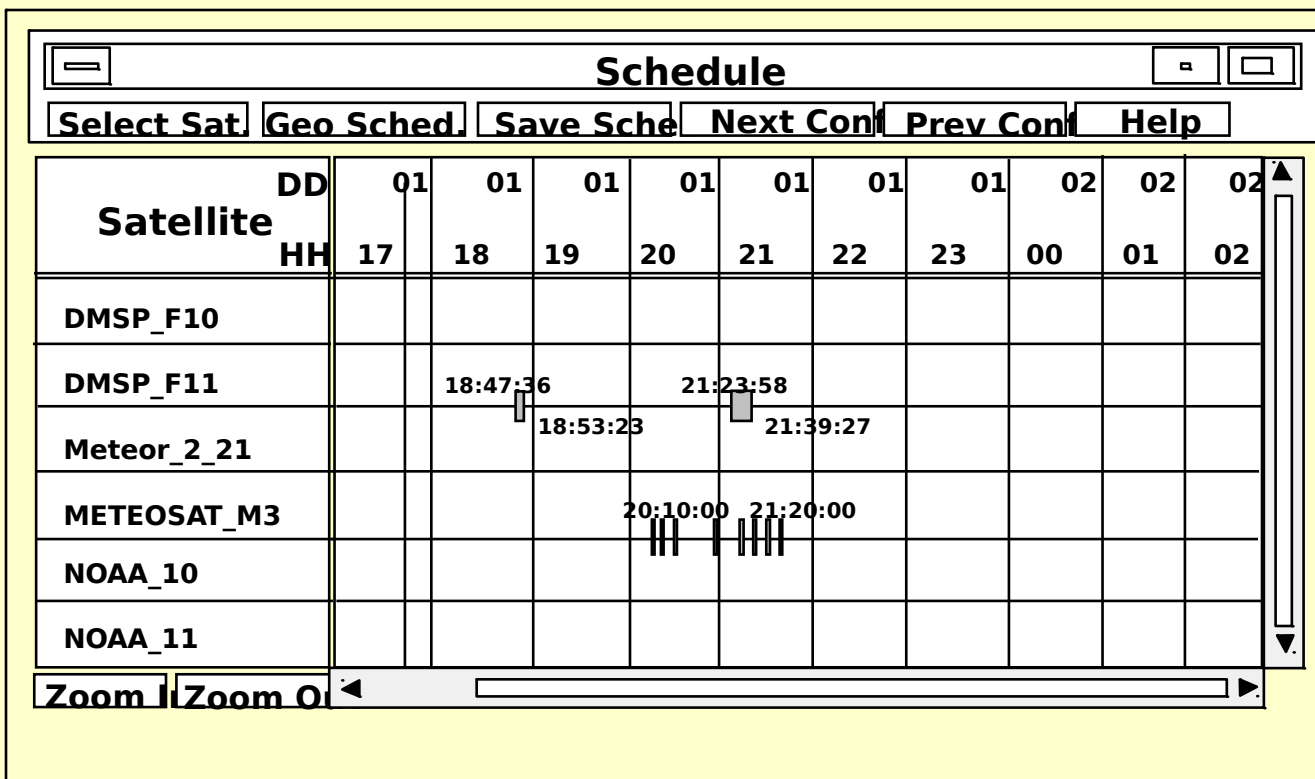 Schedule
Select Sat. Geo Sched. Save Sche Next Conf Prev Conf Help
DD 01 01 01 01 01 01 01 02 02 02
Satellite
HH 17 18 19 20 21 22 23 00 01 02
DMSP_F10
DMSP_F11 18:47:36 21:23:58
18:53:23 21:39:27
Meteor_2_21
METEOSAT_M3 20:10:00 21:20:00
NOAA_10
NOAA_11
Zoom I Zoom O